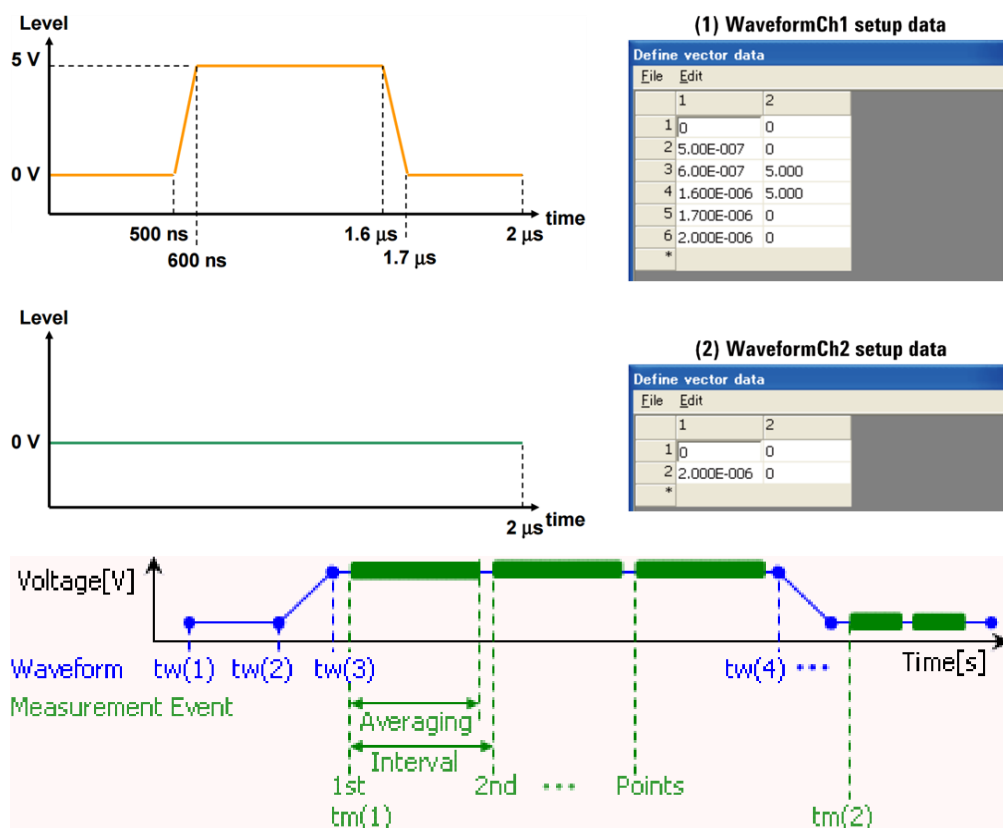 Level
5 V
0 V
500 ns
600 ns
1.6 µs
1.7 µs
2 µs
time
(1) WaveformCh1 setup data
Define vector data
File Edit
1 2
1 0 0
2 5.00E-007 0
3 6.00E-007 5.000
4 1.600E-006 5.000
5 1.700E-006 0
6 2.000E-006 0
*
Level
0 V
2 µs
time
(2) WaveformCh2 setup data
Define vector data
File Edit
1 2
1 0 0
2 2.000E-006 0
*
Voltage[V]
Waveform tw(1) tw(2) tw(3) tw(4) ••• Time[s]
Measurement Event
Averaging
Interval
1st 2nd ••• Points
tm(1) tm(2)